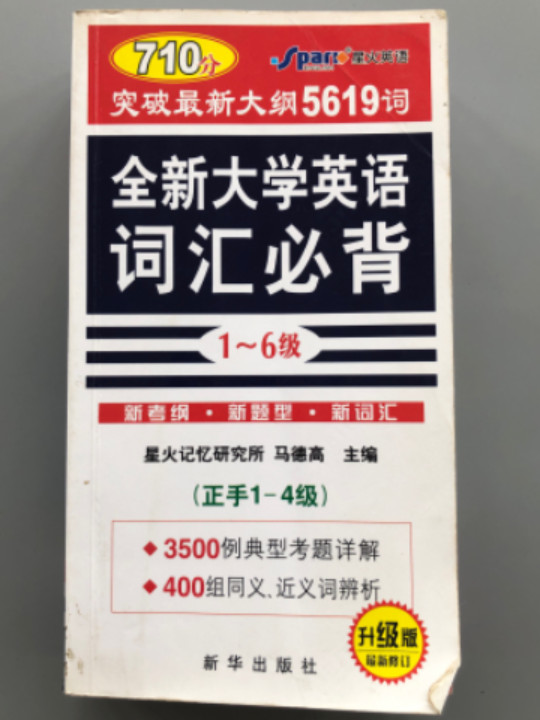 710分
Spark 星火英语
突破最新大纲5619词
全新大学英语
词汇必背
1～6级
新考纲·新题型·新词汇
星火记忆研究所 马德高 主编
(正手1-4级)
◆3500例典型考题详解
◆400组同义、近义词辨析
升级版
最新修订
新华出版社